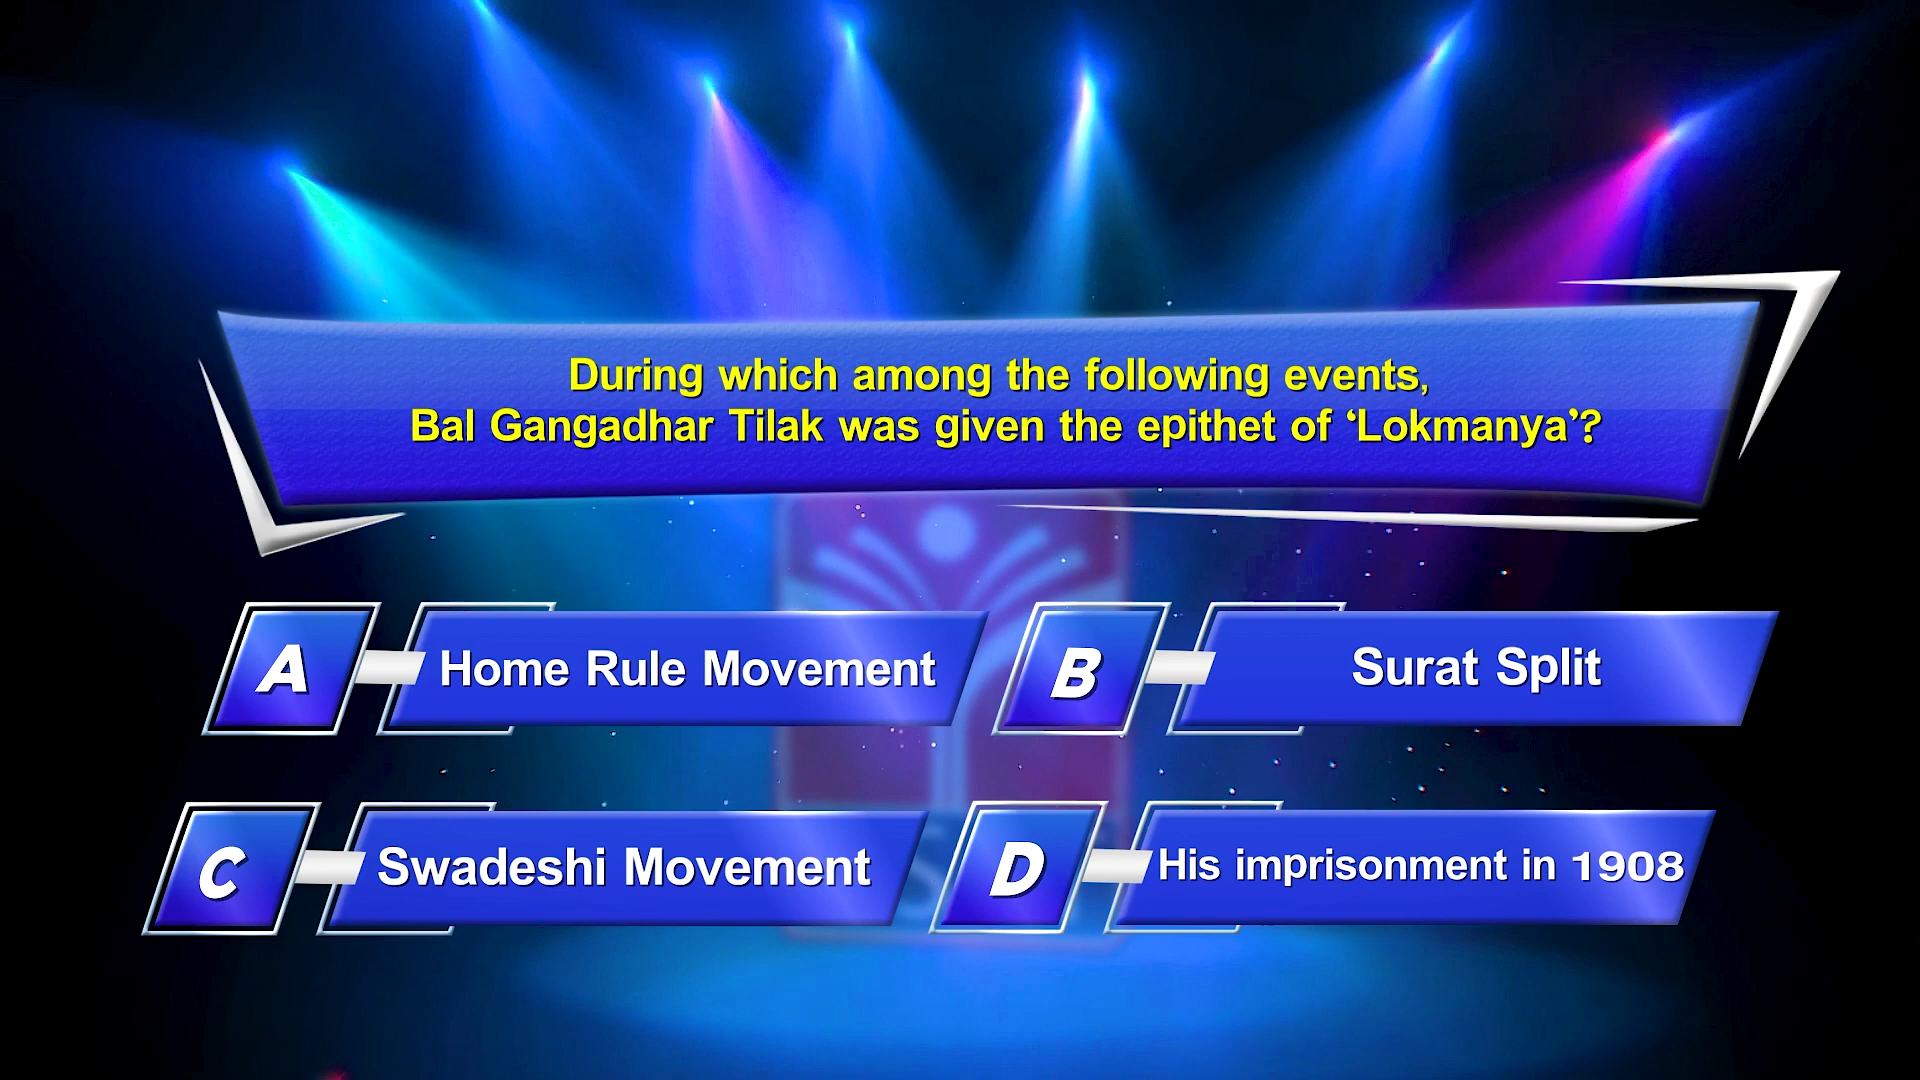 During which among the following events,
Bal Gangadhar Tilak was given the epithet of ‘Lokmanya’?
A Home Rule Movement
B Surat Split
C Swadeshi Movement
D His imprisonment in 1908